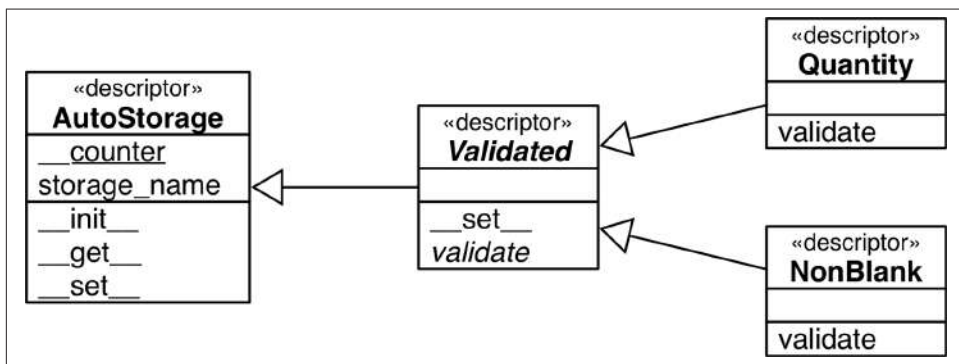 «descriptor»
AutoStorage
__counter
storage_name
__init__
__get__
__set__
«descriptor»
Validated
__set__
validate
«descriptor»
Quantity
validate
«descriptor»
NonBlank
validate